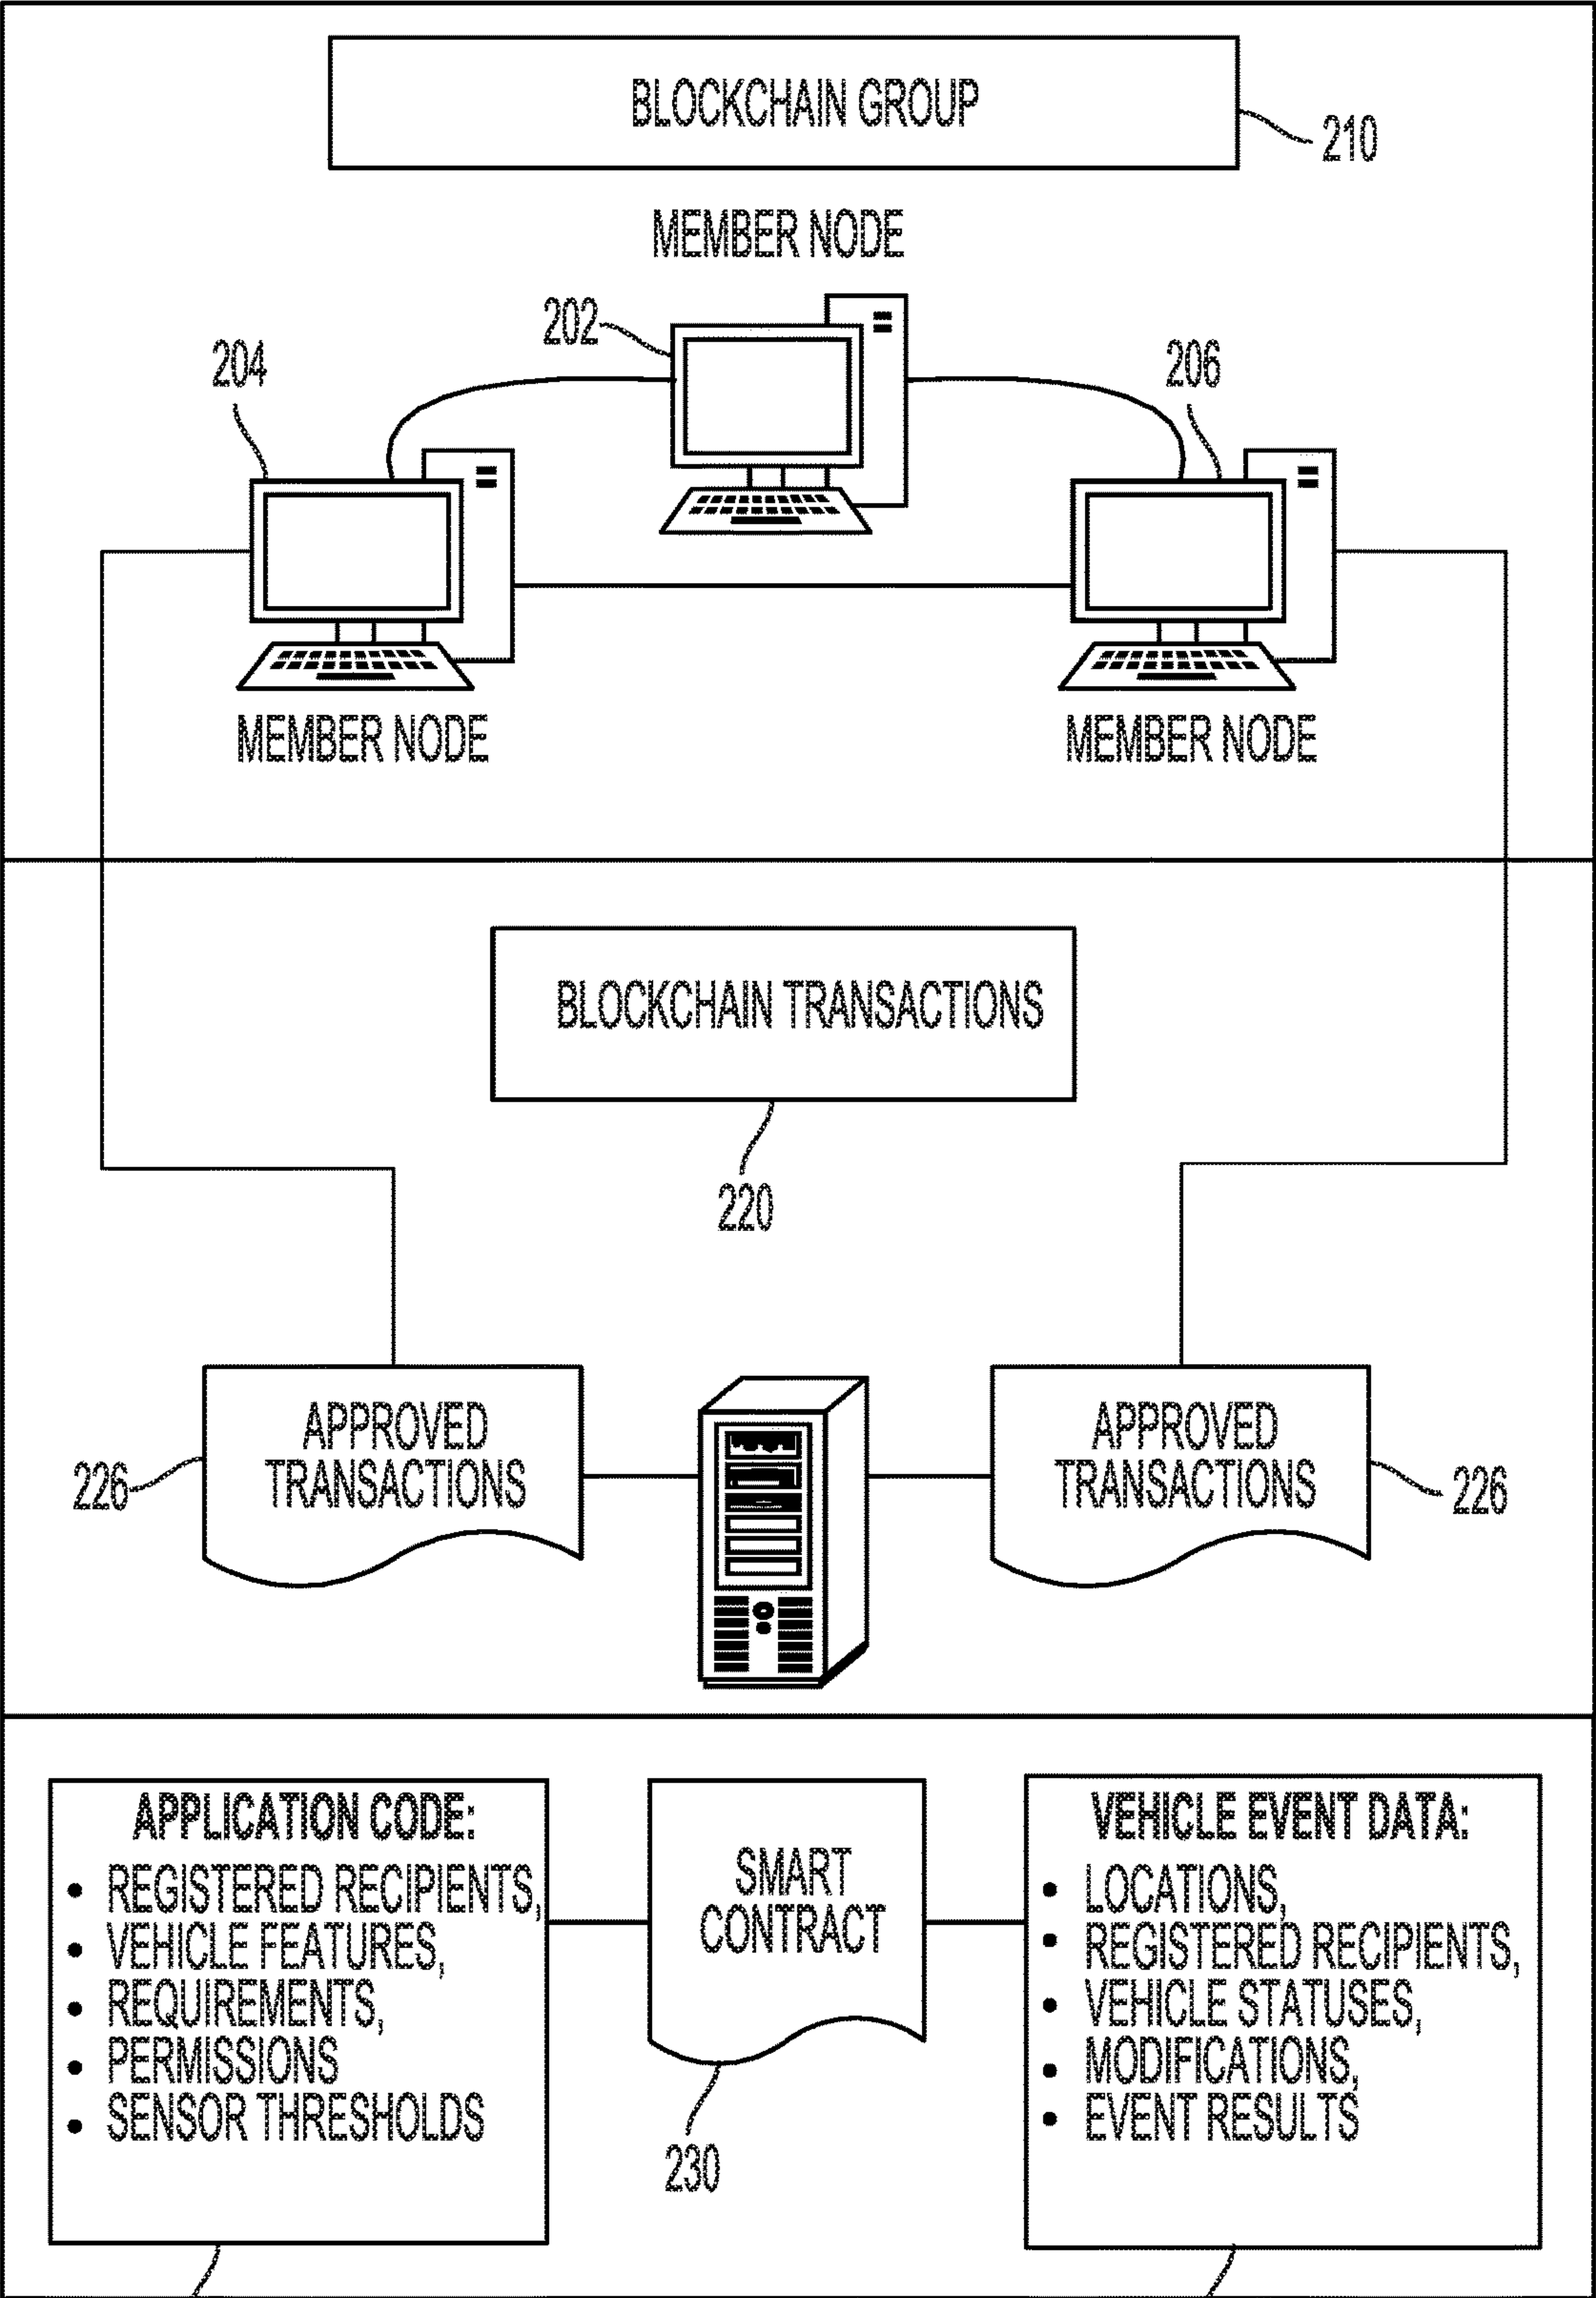 BLOCKCHAIN GROUP
210
MEMBER NODE
202
204
206
MEMBER NODE
MEMBER NODE
BLOCKCHAIN TRANSACTIONS
220
APPROVED
TRANSACTIONS
226
APPROVED
TRANSACTIONS
226
APPLICATION CODE:
• REGISTERED RECIPIENTS,
• VEHICLE FEATURES,
• REQUIREMENTS,
• PERMISSIONS
• SENSOR THRESHOLDS
SMART
CONTRACT
230
VEHICLE EVENT DATA:
• LOCATIONS,
• REGISTERED RECIPIENTS,
• VEHICLE STATUSES,
• MODIFICATIONS,
• EVENT RESULTS